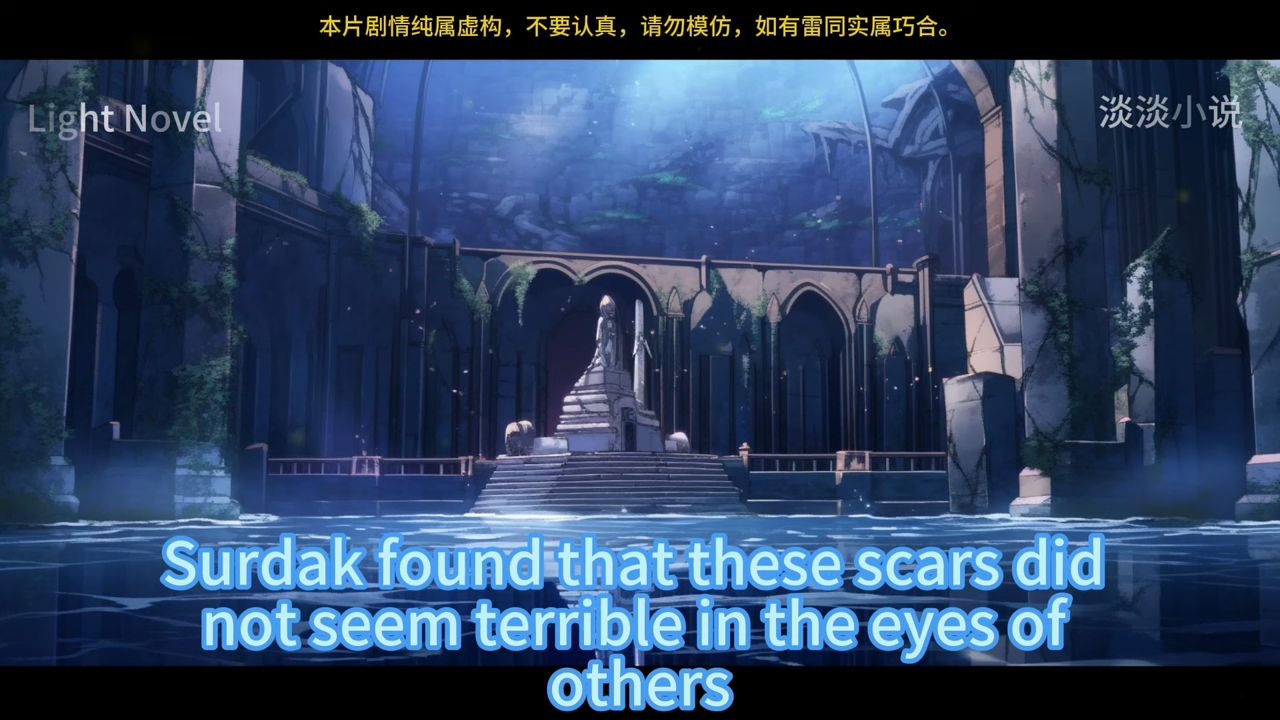 本片剧情纯属虚构，不要认真，请勿模仿，如有雷同实属巧合。
Light Novel
淡淡小说
Surdak found that these scars did
not seem terrible in the eyes of
others